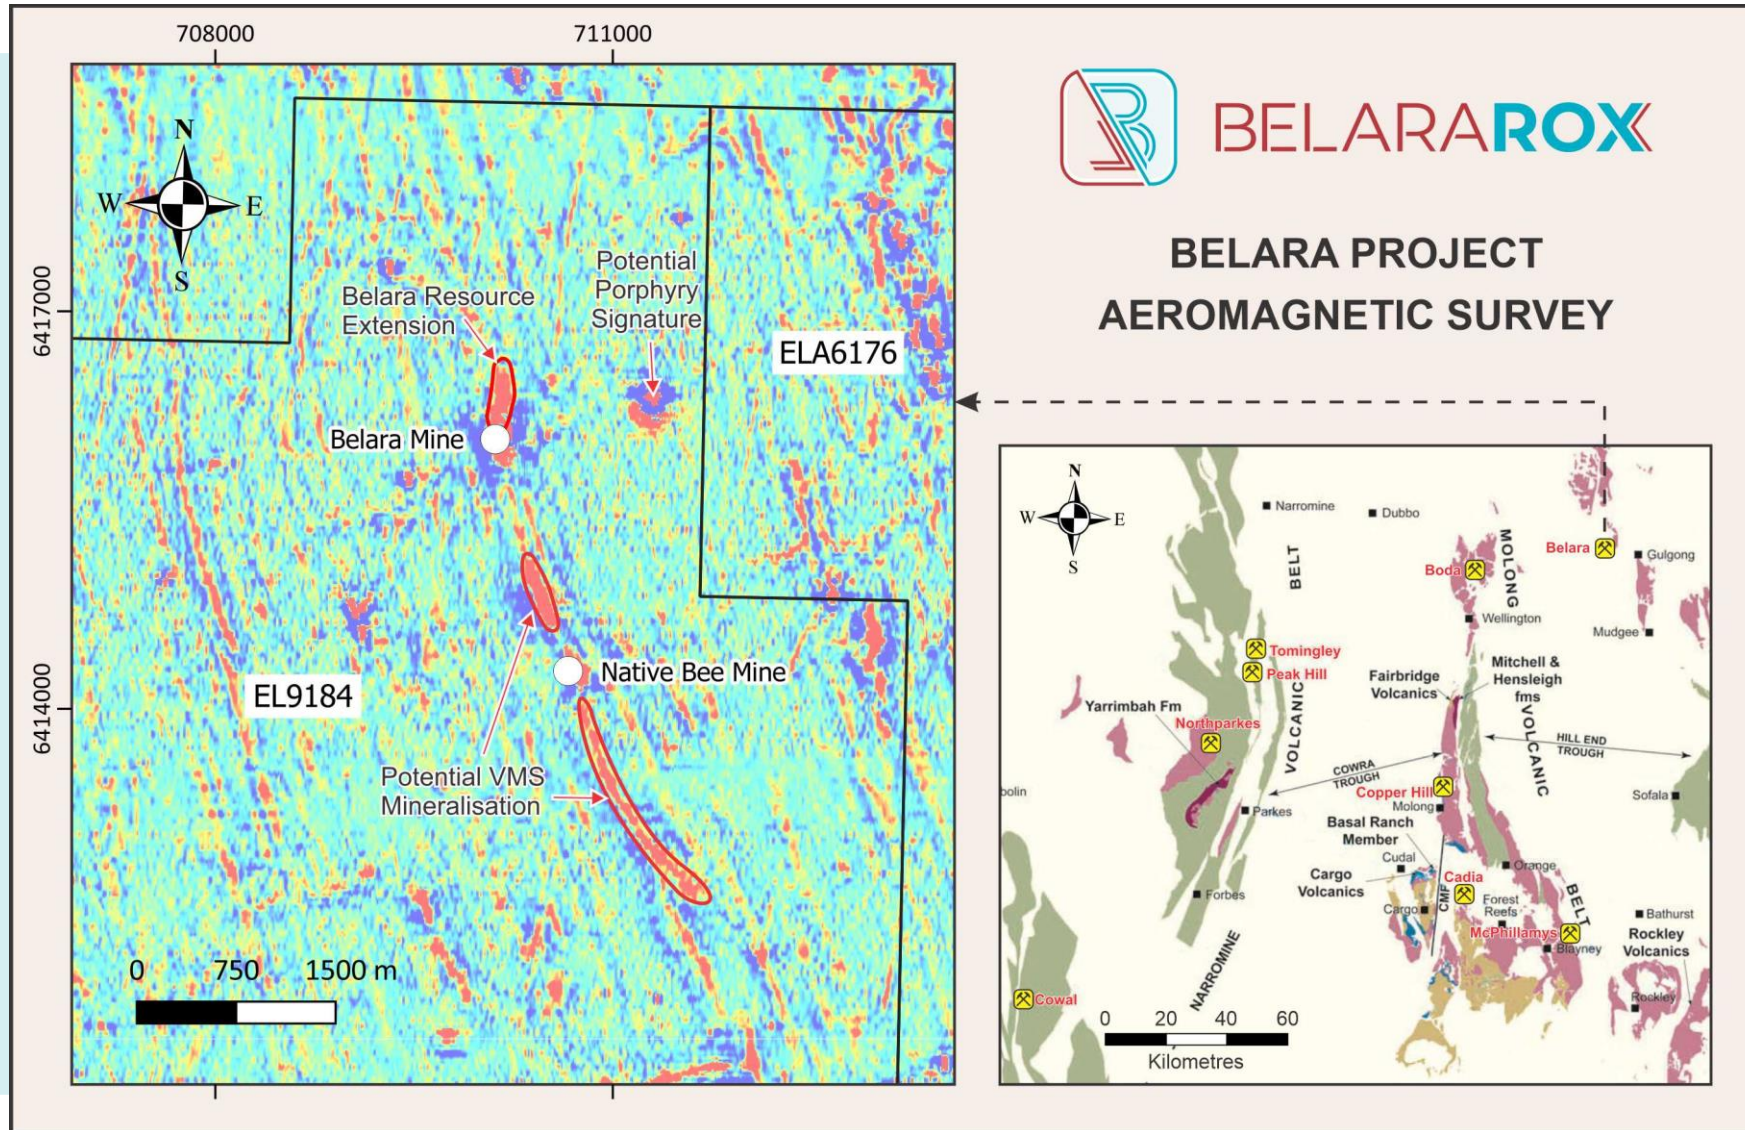 708000
711000
6417000
6414000
N
W
E
S
Belara Resource
Extension
Potential
Porphyry
Signature
ELA6176
Belara Mine
Native Bee Mine
EL9184
Potential VMS
Mineralisation
0 750 1500 m
BELARAROX
BELARA PROJECT
AEROMAGNETIC SURVEY
N
W
E
S
Narromine
Dubbo
BELT
MOLONG
Belara
Gulgong
Boda
Wellington
Mudgee
Tomingley
Peak Hill
Fairbridge
Volcanics
Mitchell &
Hensleigh
fms
Yarrimbah Fm
Northparkes
VOLCANIC
VOLCANIC
HILL END
TROUGH
COWRA
TROUGH
bolin
Copper Hill
Molong
Sofala
Parkes
Basal Ranch
Member
Cudal
Orange
Cargo
Volcanics
Cadia
BELT
Forbes
Cargo
CMF
Forest
Reefs
McPhillamys
Blayney
Bathurst
Rockley
Volcanics
NARROMINE
Cowal
Rockley
0 20 40 60
Kilometres